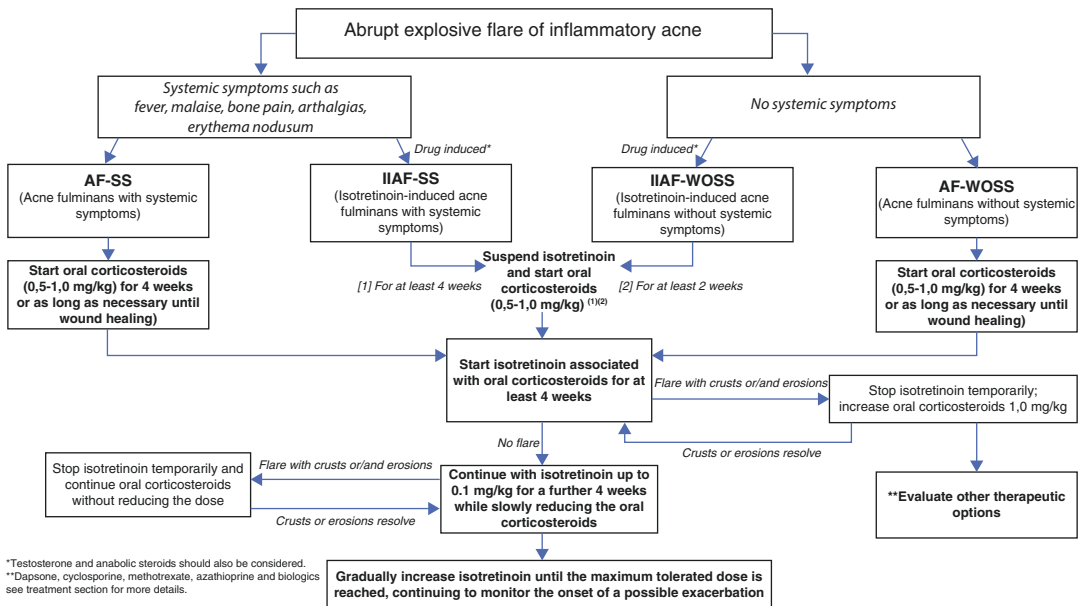 Abrupt explosive flare of inflammatory acne
Systemic symptoms such as
fever, malaise, bone pain, arthalgias,
erythema nodusum
No systemic symptoms
Drug induced*
Drug induced*
AF-SS
(Acne fulminans with systemic
symptoms)
IIAF-SS
(Isotretinoin-induced acne
fulminans with systemic
symptoms)
IIAF-WOSS
(Isotretinoin-induced acne
fulminans without systemic
symptoms)
AF-WOSS
(Acne fulminans without systemic
symptoms)
Start oral corticosteroids
(0,5-1,0 mg/kg) for 4 weeks
or as long as necessary until
wound healing)
[1] For at least 4 weeks
Suspend isotretinoin
and start oral
corticosteroids
(0,5-1,0 mg/kg) (1)(2)
[2] For at least 2 weeks
Start oral corticosteroids
(0,5-1,0 mg/kg) for 4 weeks
or as long as necessary until
wound healing)
Start isotretinoin associated
with oral corticosteroids for at
least 4 weeks
Flare with crusts or/and erosions
Stop isotretinoin temporarily;
increase oral corticosteroids 1,0 mg/kg
Crusts or erosions resolve
No flare
Stop isotretinoin temporarily and
continue oral corticosteroids
without reducing the dose
Flare with crusts or/and erosions
Crusts or erosions resolve
Continue with isotretinoin up to
0.1 mg/kg for a further 4 weeks
while slowly reducing the oral
corticosteroids
**Evaluate other therapeutic
options
*Testosterone and anabolic steroids should also be considered.
**Dapsone, cyclosporine, methotrexate, azathioprine and biologics
see treatment section for more details.
Gradually increase isotretinoin until the maximum tolerated dose is
reached, continuing to monitor the onset of a possible exacerbation